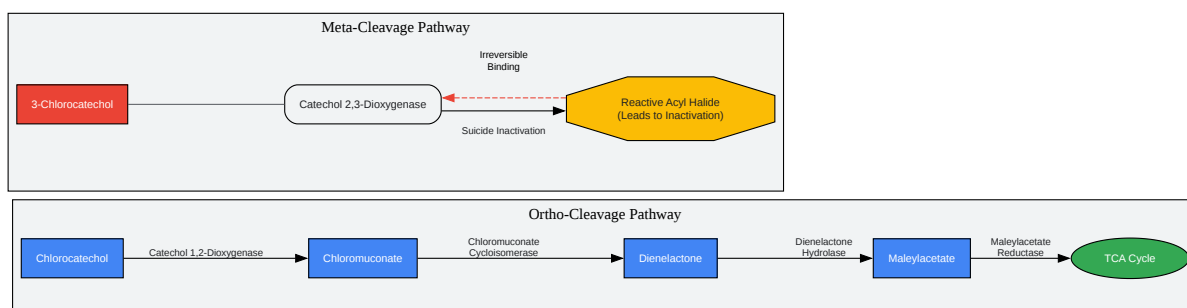 Meta-Cleavage Pathway
Irreversible
Binding
3-Chlorocatechol
Catechol 2,3-Dioxygenase
Reactive Acyl Halide
(Leads to Inactivation)
Suicide Inactivation
Ortho-Cleavage Pathway
Chlorocatechol
Catechol 1,2-Dioxygenase
Chloromuconate
Chloromuconate
Cycloisomerase
Dienelactone
Dienelactone
Hydrolase
Maleylacetate
Maleylacetate
Reductase
TCA Cycle